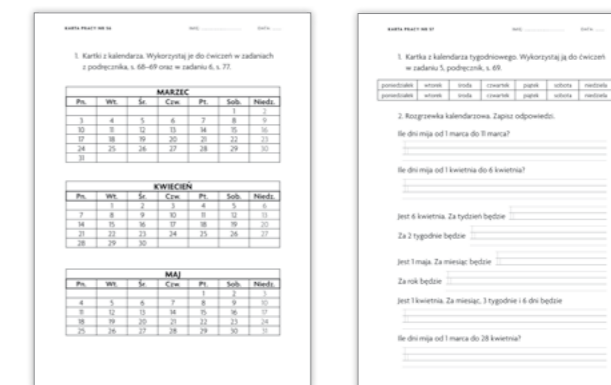 KARTA PRACY NR 56 IMIĘ DATA
1. Kartki z kalendarza. Wykorzystaj je do ćwiczeń w zadaniach
z podręcznika, s. 68–69 oraz w zadaniu 6, s. 77.
MARZEC
Pn. Wt. Śr. Czw. Pt. Sob. Niedz.
1 2
3 4 5 6 7 8 9
10 11 12 13 14 15 16
17 18 19 20 21 22 23
24 25 26 27 28 29 30
31
KWIECIEŃ
Pn. Wt. Śr. Czw. Pt. Sob. Niedz.
1 2 3 4 5 6
7 8 9 10 11 12 13
14 15 16 17 18 19 20
21 22 23 24 25 26 27
28 29 30
MAJ
Pn. Wt. Śr. Czw. Pt. Sob. Niedz.
1 2 3
4 5 6 7 8 9 10
11 12 13 14 15 16 17
18 19 20 21 22 23 24
25 26 27 28 29 30 31
KARTA PRACY NR 57 IMIĘ DATA
1. Kartka z kalendarza tygodniowego. Wykorzystaj ją do ćwiczeń
w zadaniu 5, podręcznik, s. 69.
poniedziałek wtorek środa czwartek piątek sobota niedziela
poniedziałek wtorek środa czwartek piątek sobota niedziela
2. Rozgrzewka kalendarzowa. Zapisz odpowiedzi.
Ile dni mija od 1 marca do 11 marca?
Ile dni mija od 1 kwietnia do 6 kwietnia?
Jest 6 kwietnia. Za tydzień będzie
Za 2 tygodnie będzie
Jest 1 maja. Za miesiąc będzie
Za rok będzie
Jest 1 kwietnia. Za miesiąc, 3 tygodnie i 6 dni będzie
Ile dni mija od 1 marca do 28 kwietnia?